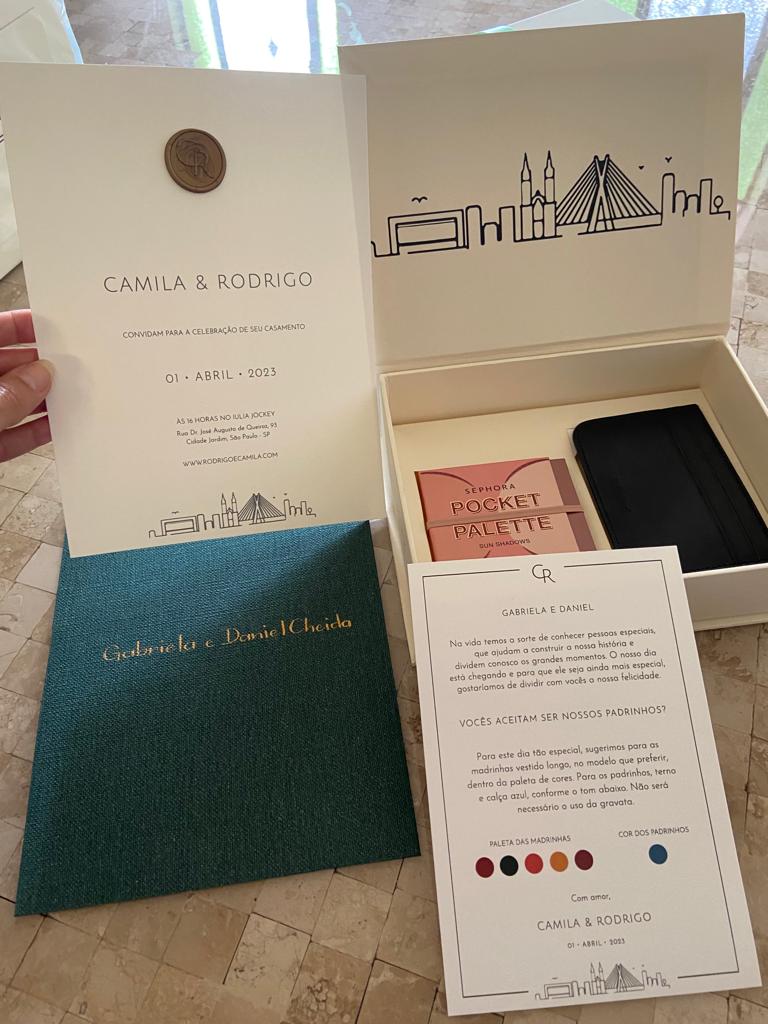 CR
CAMILA & RODRIGO
CONVIDAM PARA A CELEBRAÇÃO DE SEU CASAMENTO
01 • ABRIL • 2023
ÀS 16 HORAS NO IULIA JOCKEY
Rua Dr. José Augusto de Queiroz, 93
Cidade Jardim, São Paulo - SP
WWW.RODRIGOECAMILA.COM
Gabriela e Daniel Cheida
SEPHORA
POCKET
PALETTE
SUN SHADOWS
CR
GABRIELA E DANIEL
Na vida temos a sorte de conhecer pessoas especiais,
que ajudam a construir a nossa história e
dividem conosco os grandes momentos. O nosso dia
está chegando e para que ele seja ainda mais especial,
gostaríamos de dividir com vocês a nossa felicidade.
VOCÊS ACEITAM SER NOSSOS PADRINHOS?
Para este dia tão especial, sugerimos para as
madrinhas vestido longo, no modelo que preferir,
dentro da paleta de cores. Para os padrinhos, terno
e calça azul, conforme o tom abaixo. Não será
necessário o uso da gravata.
PALETA DAS MADRINHAS
COR DOS PADRINHOS
Com amor,
CAMILA & RODRIGO
01 • ABRIL • 2023